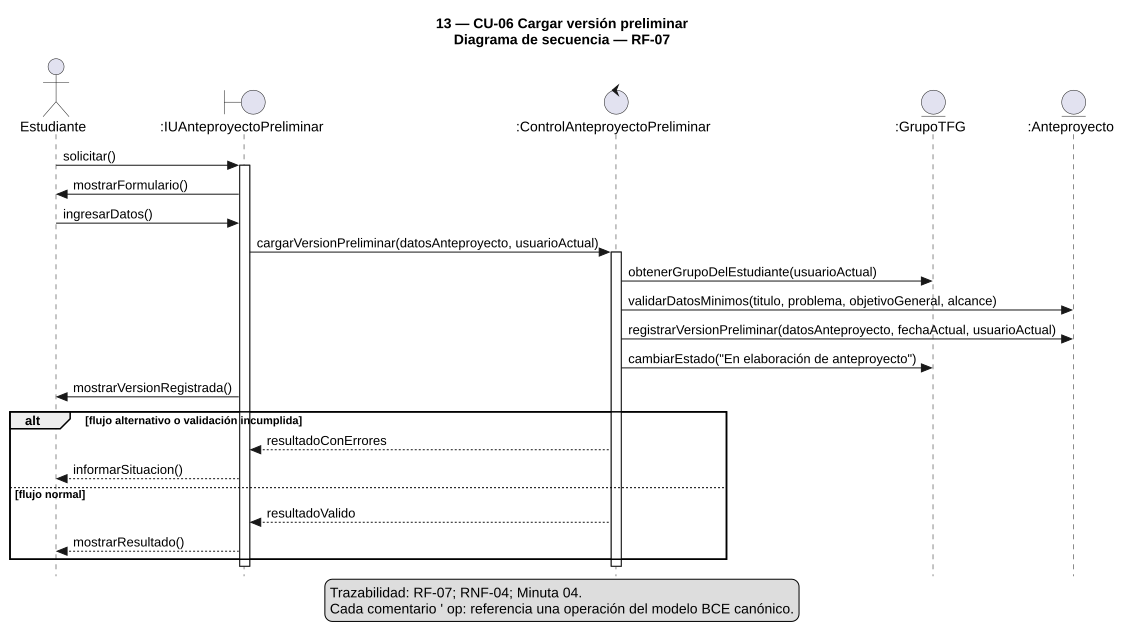 13 — CU-06 Cargar versión preliminar
Diagrama de secuencia — RF-07
Estudiante
:IUAnteproyectoPreliminar
:ControlAnteproyectoPreliminar
:GrupoTFG
:Anteproyecto
solicitar()
mostrarFormulario()
ingresarDatos()
cargarVersionPreliminar(datosAnteproyecto, usuarioActual)
obtenerGrupoDelEstudiante(usuarioActual)
validarDatosMinimos(titulo, problema, objetivoGeneral, alcance)
registrarVersionPreliminar(datosAnteproyecto, fechaActual, usuarioActual)
cambiarEstado("En elaboración de anteproyecto")
mostrarVersionRegistrada()
alt [flujo alternativo o validación incumplida]
resultadoConErrores
informarSituacion()
[flujo normal]
resultadoValido
mostrarResultado()
Trazabilidad: RF-07; RNF-04; Minuta 04.
Cada comentario ' op: referencia una operación del modelo BCE canónico.